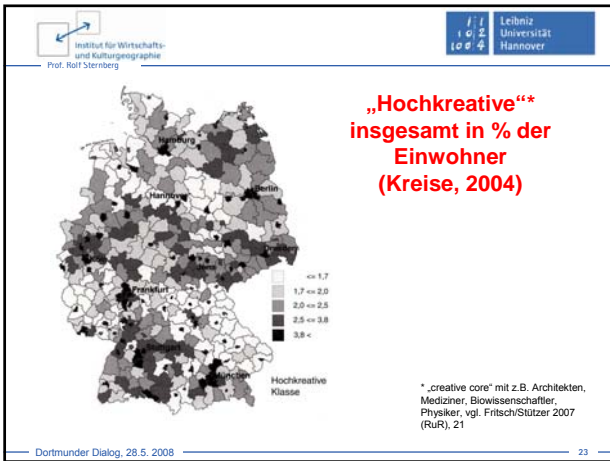 Institut für Wirtschafts-
und Kulturgeographie
Prof. Rolf Sternberg
Leibniz
Universität
Hannover
„Hochkreative“*
insgesamt in % der
Einwohner
(Kreise, 2004)
Hamburg
Berlin
Hannover
Dresden
Jena
Frankfurt
Stuttgart
München
<= 1,7
1,7 <= 2,0
2,0 <= 2,5
2,5 <= 3,8
3,8 <
Hochkreative
Klasse
* „creative core“ mit z.B. Architekten,
Mediziner, Biowissenschaftler,
Physiker, vgl. Fritsch/Stützer 2007
(RuR), 21
Dortmunder Dialog, 28.5. 2008
23